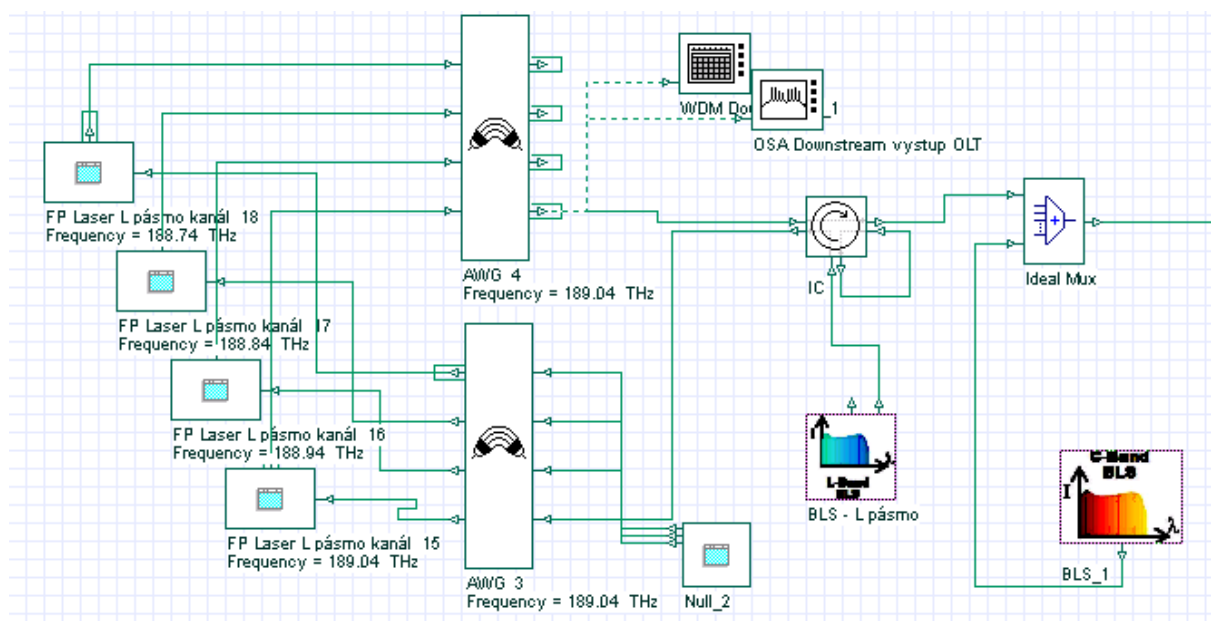 WDM Do
_1
OSA Downstream vystup OLT
FP Laser L pásmo kanál 18
Frequency = 188.74 THz
AWG 4
Frequency = 189.04 THz
IC
Ideal Mux
FP Laser L pásmo kanál 17
Frequency = 188.84 THz
FP Laser L pásmo kanál 16
Frequency = 188.94 THz
I
λ
L-Band
BLS
BLS - L pásmo
C-Band
BLS
I
λ
BLS_1
FP Laser L pásmo kanál 15
Frequency = 189.04 THz
AWG 3
Frequency = 189.04 THz
Null_2